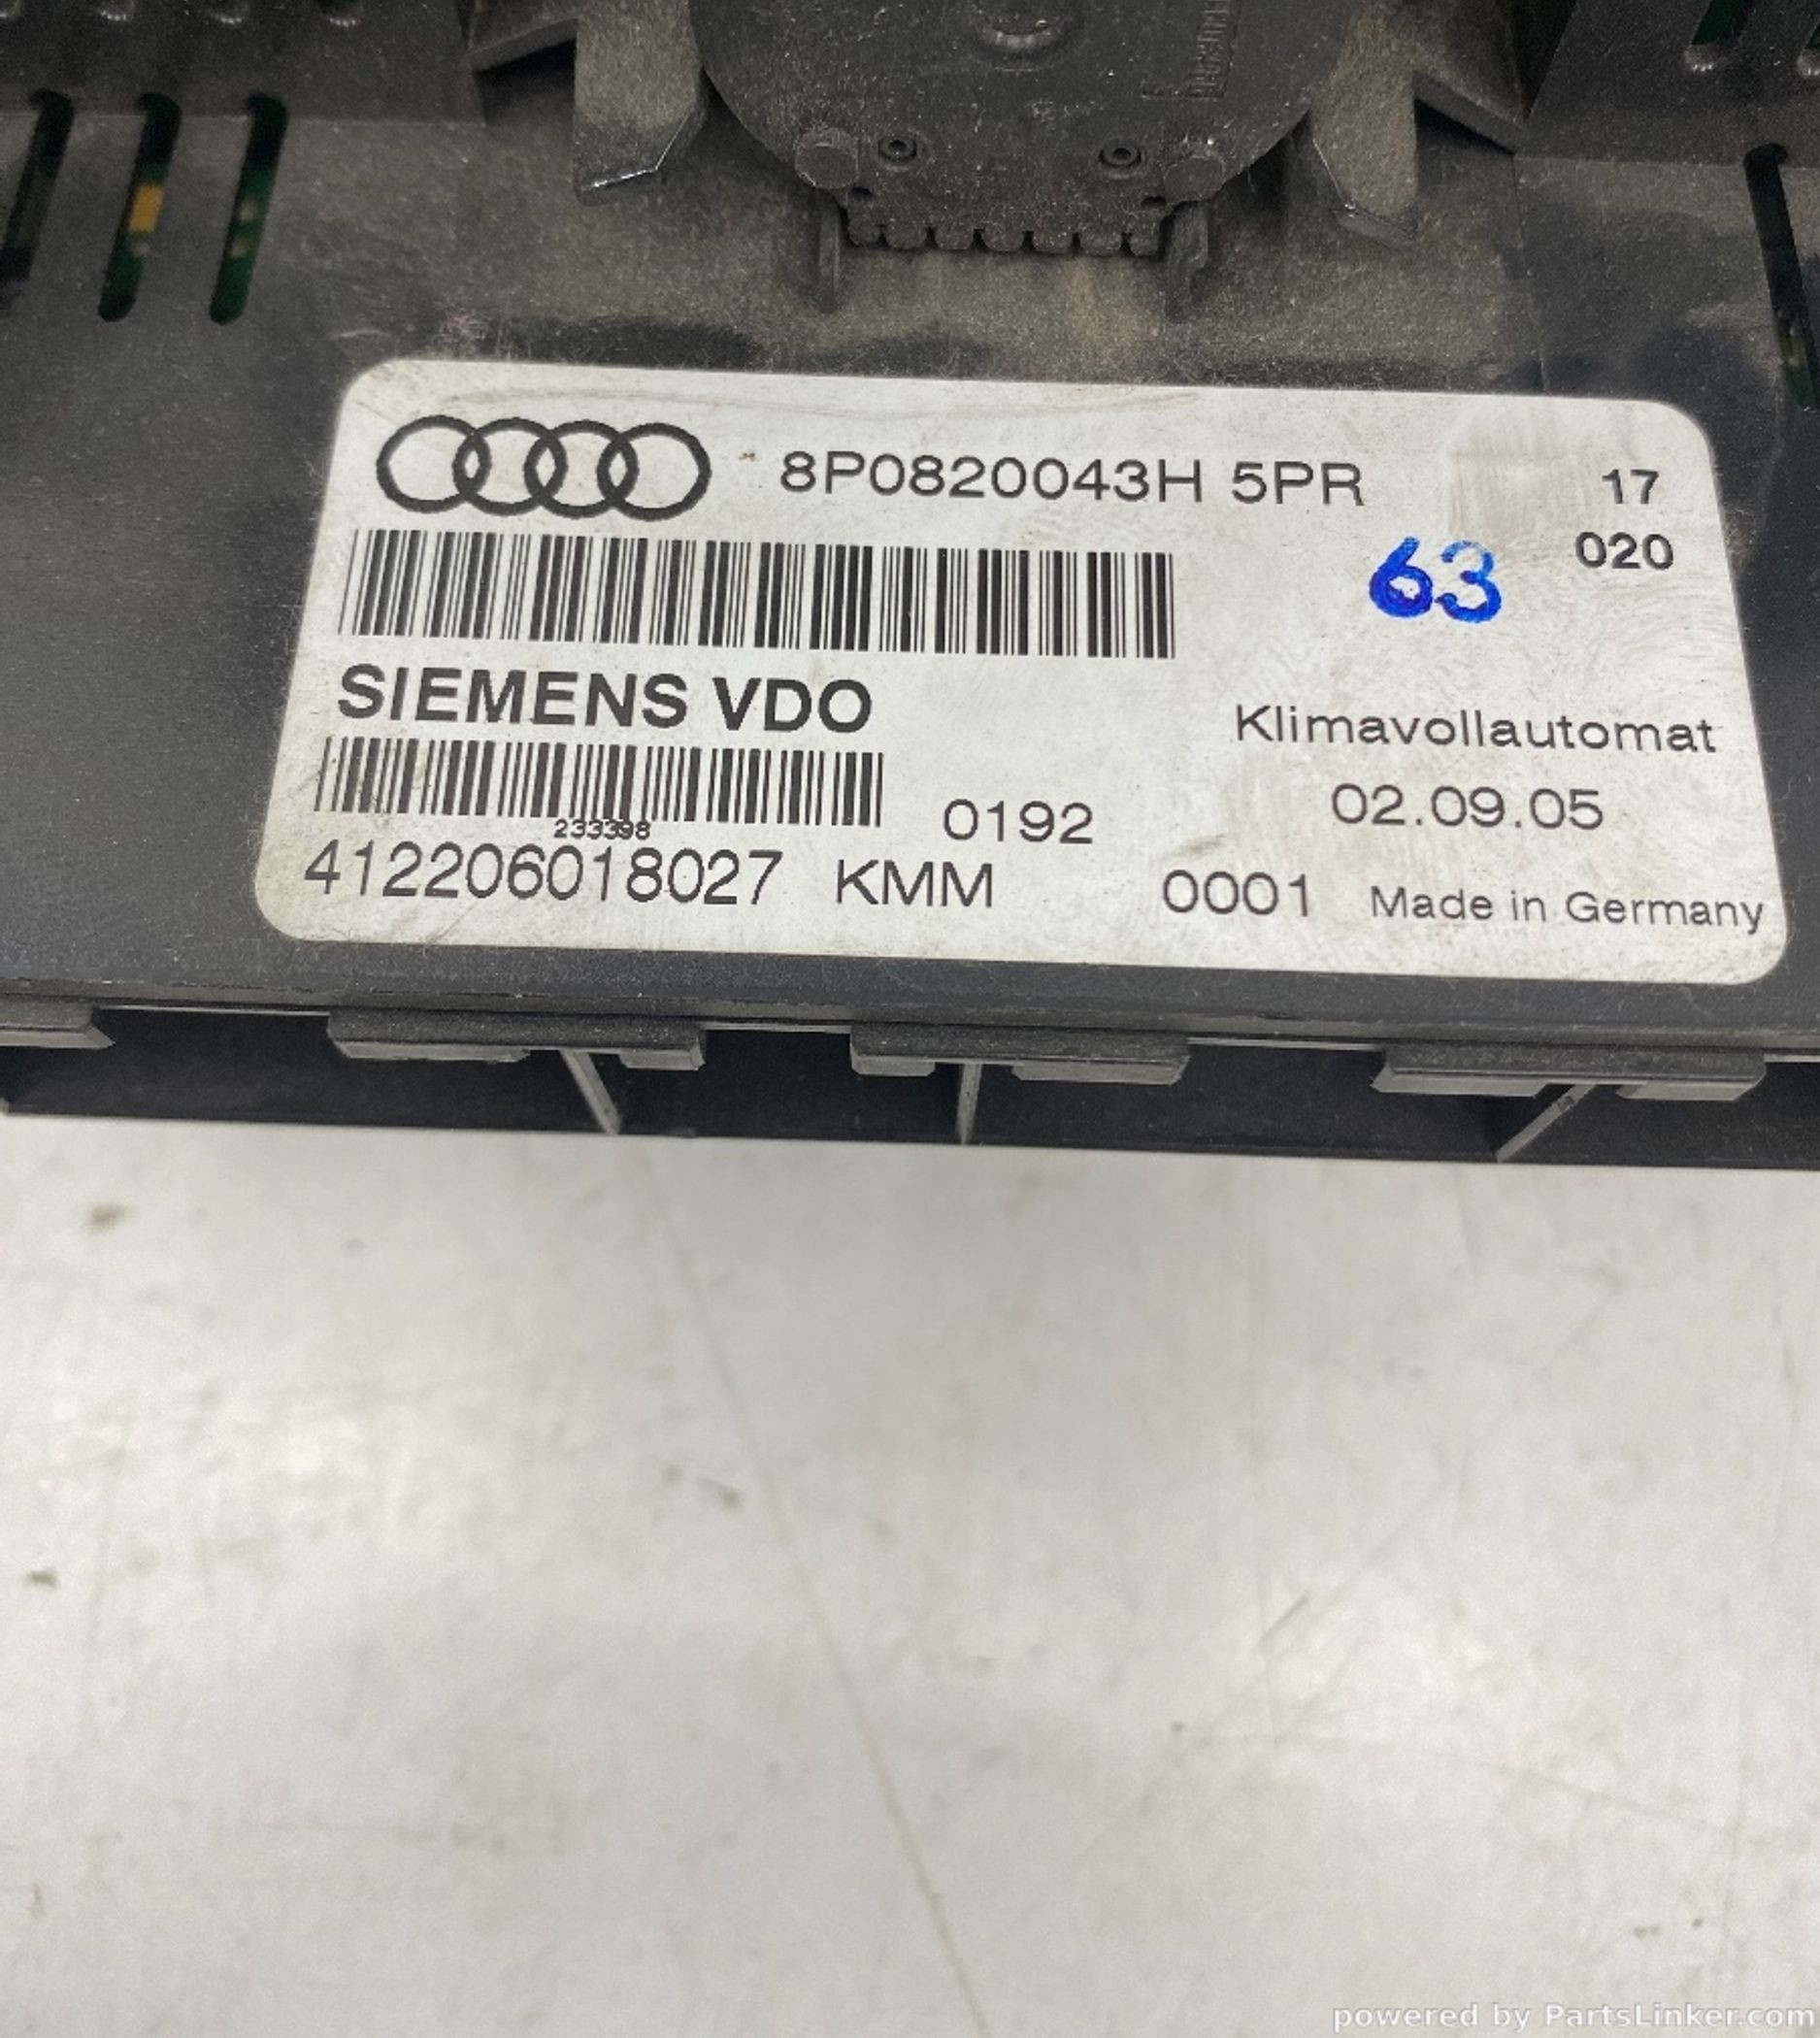 8P0820043H 5PR 17
63 020
SIEMENS VDO
Klimavollautomat
233398
0192 02.09.05
412206018027 KMM 0001 Made in Germany
powered by PartsLinker.com